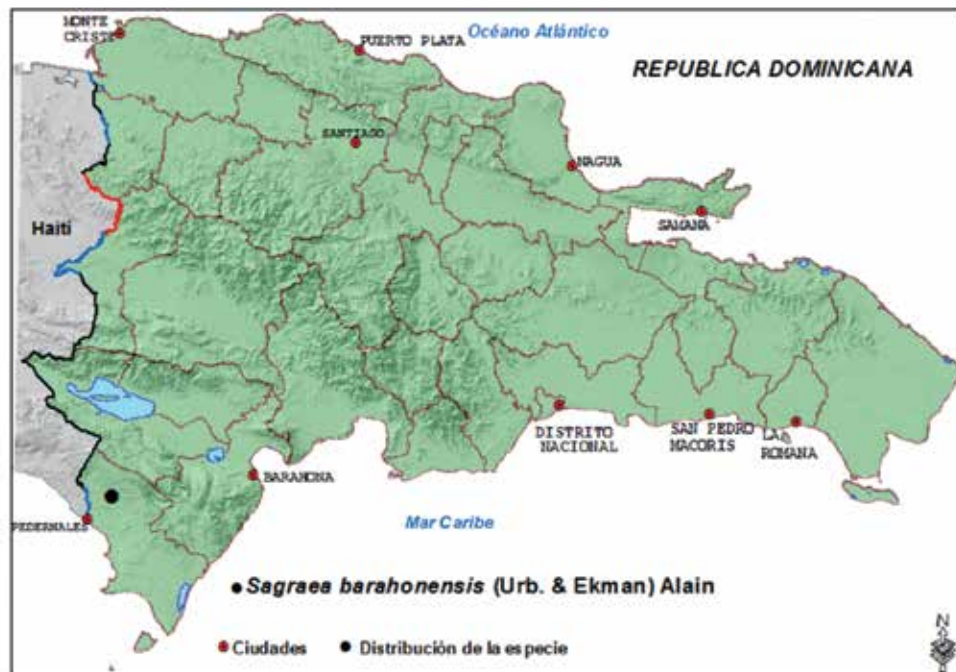 MONTE
CRISTI
PUERTO PLATA
Océano Atlántico
REPUBLICA DOMINICANA
SANTIAGO
NAGUA
SAMANA
Haití
DISTRITO
NACIONAL
SAN PEDRO
MACORIS
LA
ROMANA
BARAHONA
PEDERNALES
Mar Caribe
Sagraea barahonensis (Urb. & Ekman) Alain
Ciudades
Distribución de la especie
N